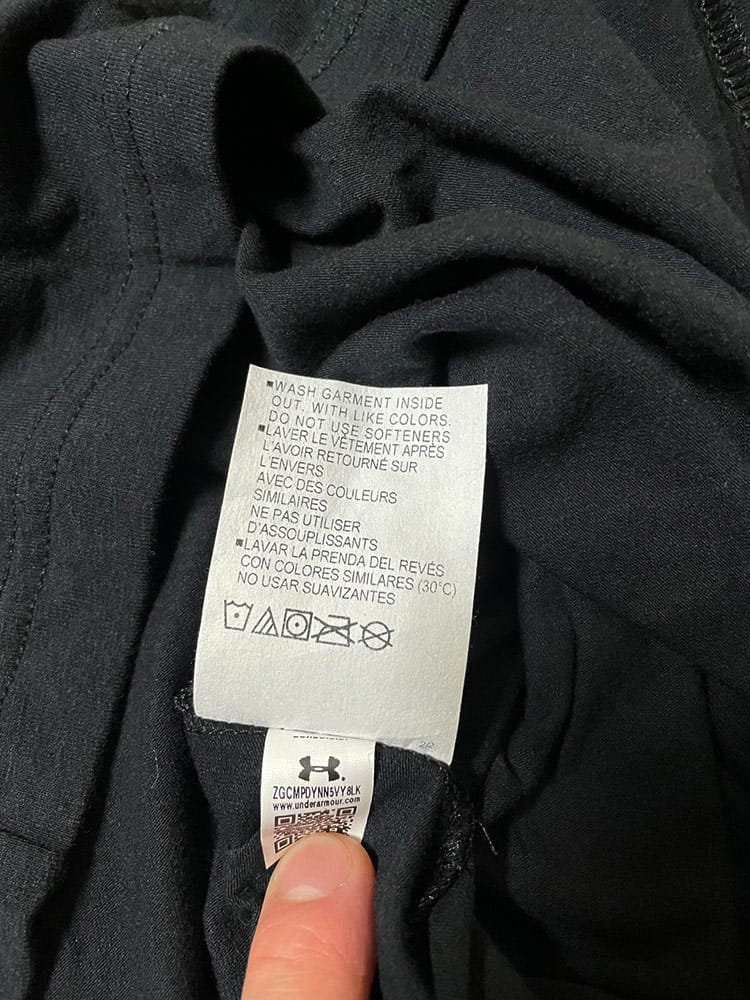 ▪WASH GARMENT INSIDE
OUT. WITH LIKE COLORS.
DO NOT USE SOFTENERS
▪LAVER LE VÊTEMENT APRÈS
L'AVOIR RETOURNÉ SUR
L'ENVERS
AVEC DES COULEURS
SIMILAIRES
NE PAS UTILISER
D'ASSOUPLISSANTS
▪LAVAR LA PRENDA DEL REVÉS
CON COLORES SIMILARES (30°C)
NO USAR SUAVIZANTES
ZGCMPDYNN5VY8LK
www.underarmour.com